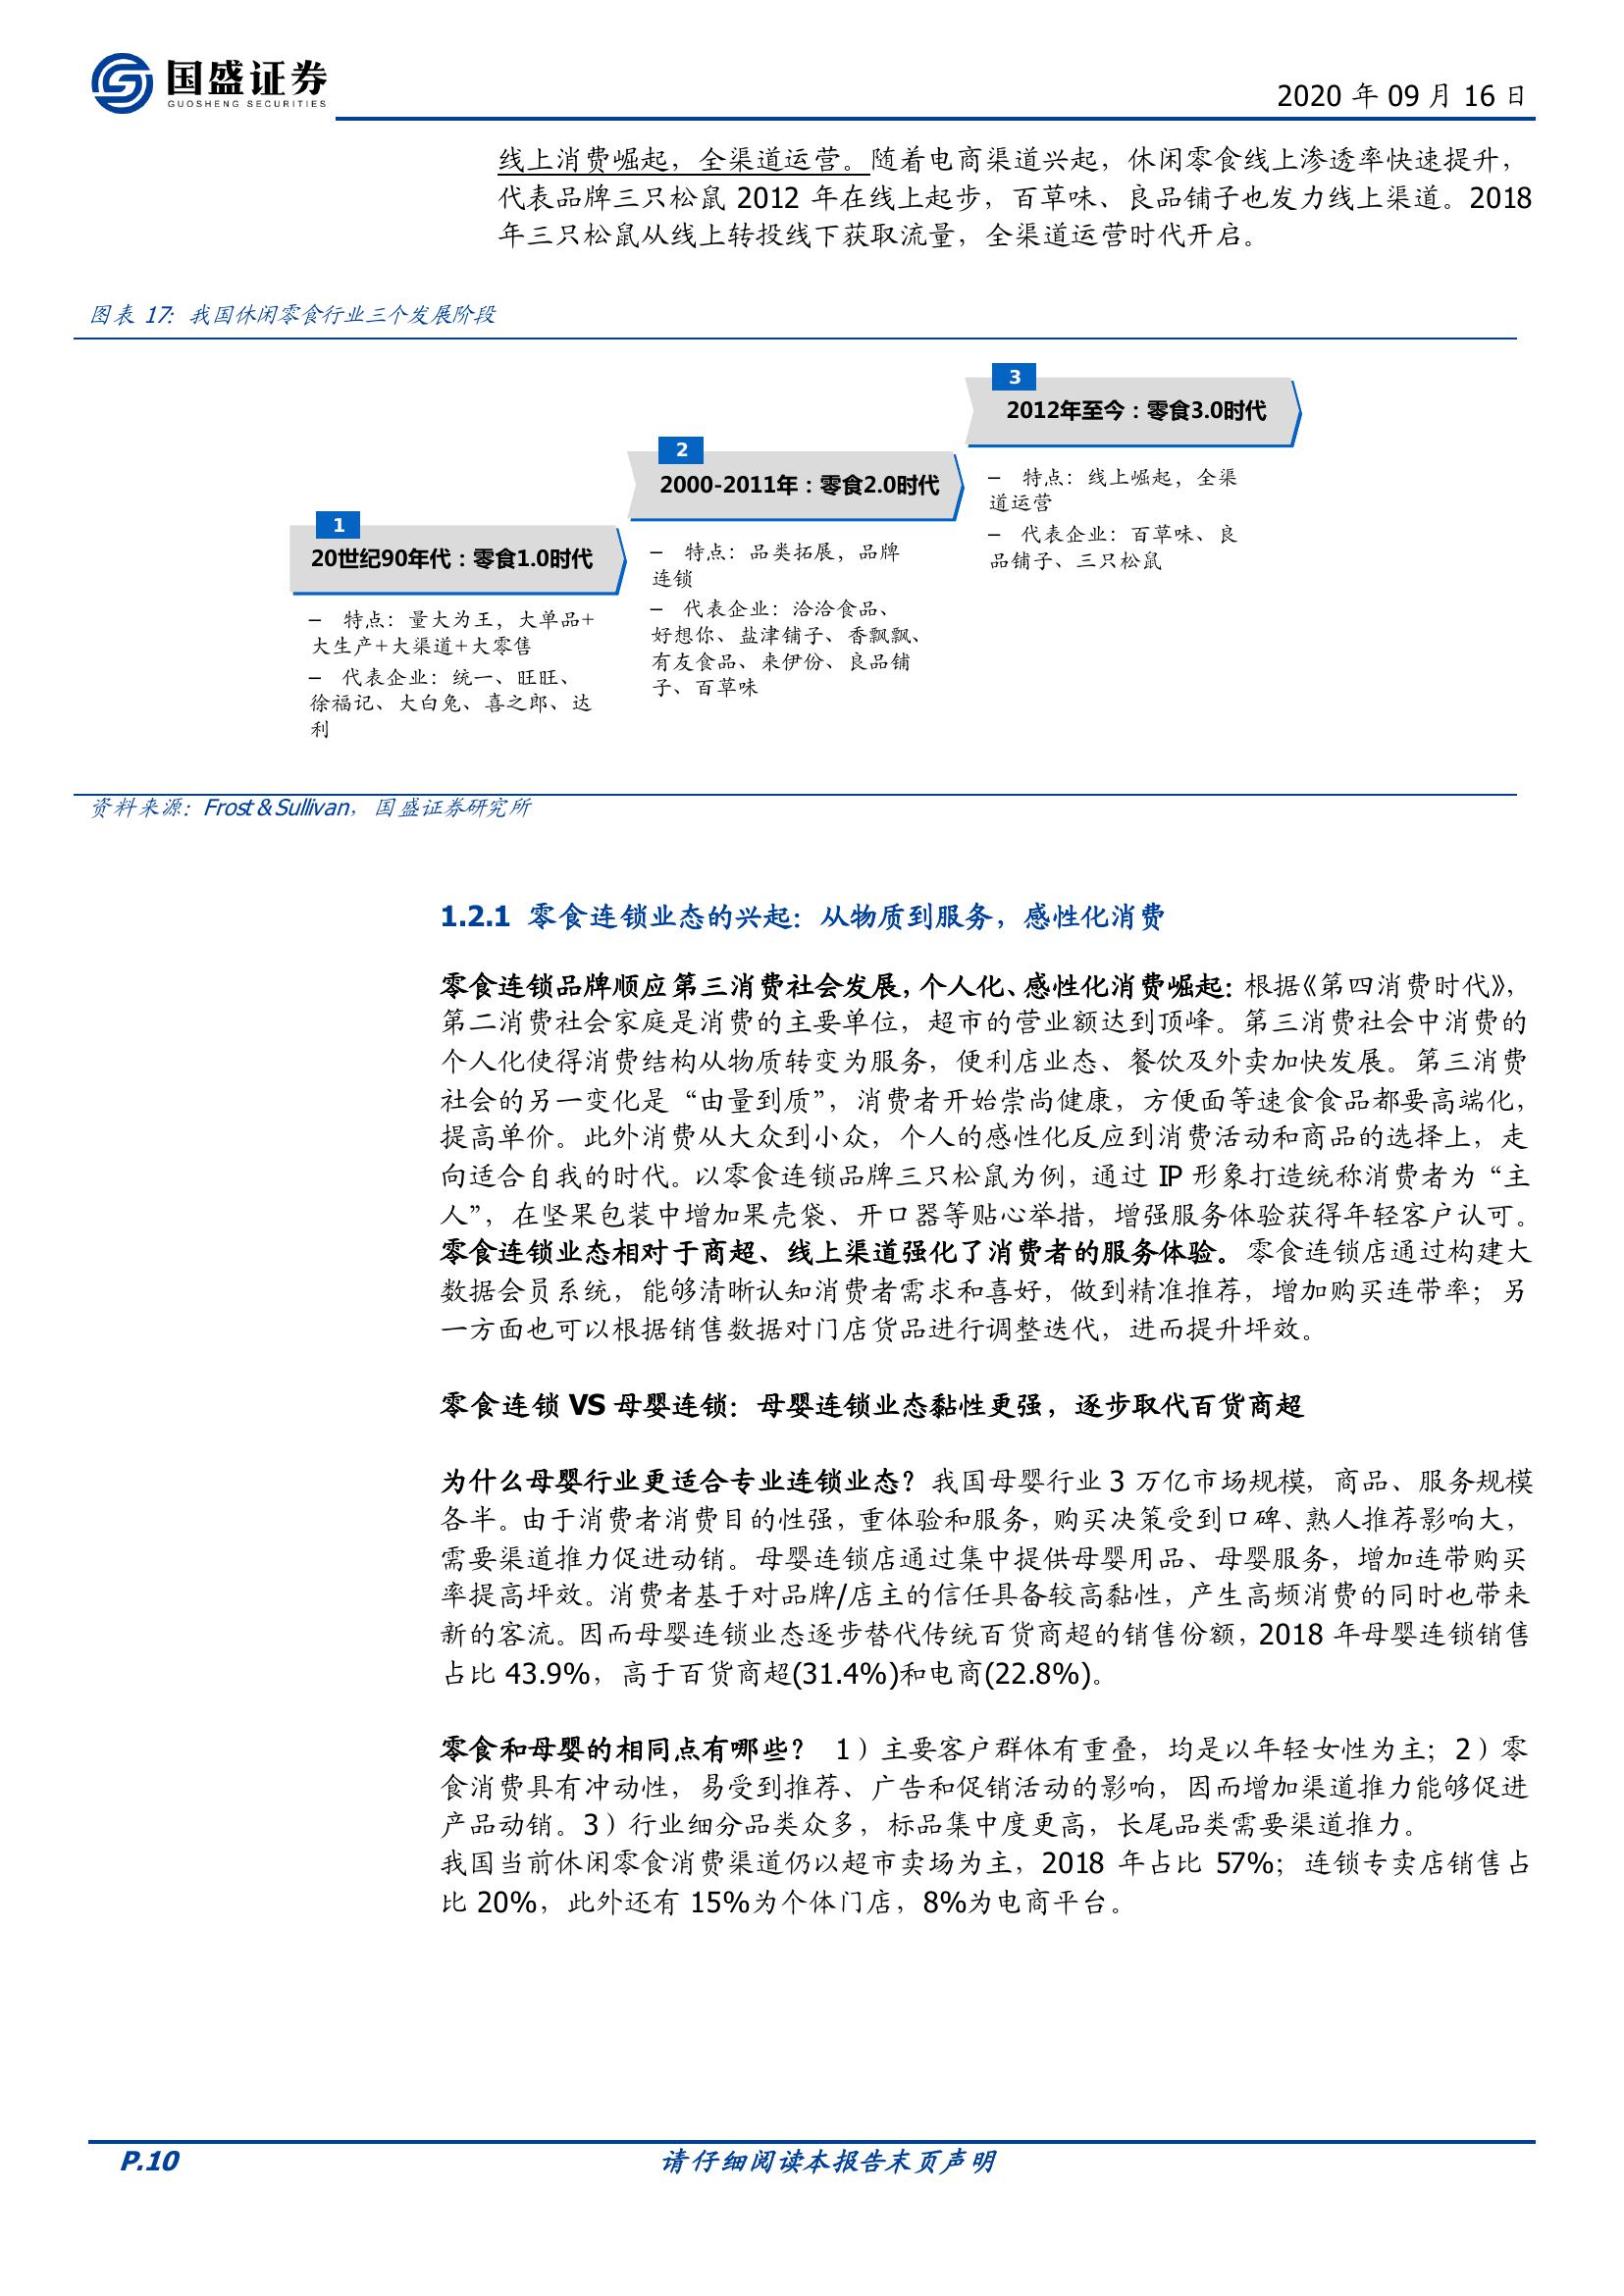 国盛证券
GUOSHENG SECURITIES
2020 年 09 月 16 日
线上消费崛起，全渠道运营。随着电商渠道兴起，休闲零食线上渗透率快速提升，
代表品牌三只松鼠 2012 年在线上起步，百草味、良品铺子也发力线上渠道。2018
年三只松鼠从线上转投线下获取流量，全渠道运营时代开启。
图表 17：我国休闲零食行业三个发展阶段
1
20世纪90年代：零食1.0时代
– 特点：量大为王，大单品+
大生产+大渠道+大零售
– 代表企业：统一、旺旺、
徐福记、大白兔、喜之郎、达
利
2
2000-2011年：零食2.0时代
– 特点：品类拓展，品牌
连锁
– 代表企业：洽洽食品、
好想你、盐津铺子、香飘飘、
有友食品、来伊份、良品铺
子、百草味
3
2012年至今：零食3.0时代
– 特点：线上崛起，全渠
道运营
– 代表企业：百草味、良
品铺子、三只松鼠
资料来源：Frost＆Sullivan，国盛证券研究所
1.2.1 零食连锁业态的兴起：从物质到服务，感性化消费
零食连锁品牌顺应第三消费社会发展，个人化、感性化消费崛起：根据《第四消费时代》，
第二消费社会家庭是消费的主要单位，超市的营业额达到顶峰。第三消费社会中消费的
个人化使得消费结构从物质转变为服务，便利店业态、餐饮及外卖加快发展。第三消费
社会的另一变化是“由量到质”，消费者开始崇尚健康，方便面等速食食品都要高端化，
提高单价。此外消费从大众到小众，个人的感性化反应到消费活动和商品的选择上，走
向适合自我的时代。以零食连锁品牌三只松鼠为例，通过 IP 形象打造统称消费者为“主
人”，在坚果包装中增加果壳袋、开口器等贴心举措，增强服务体验获得年轻客户认可。
零食连锁业态相对于商超、线上渠道强化了消费者的服务体验。零食连锁店通过构建大
数据会员系统，能够清晰认知消费者需求和喜好，做到精准推荐，增加购买连带率；另
一方面也可以根据销售数据对门店货品进行调整迭代，进而提升坪效。
零食连锁 VS 母婴连锁：母婴连锁业态黏性更强，逐步取代百货商超
为什么母婴行业更适合专业连锁业态？我国母婴行业 3 万亿市场规模，商品、服务规模
各半。由于消费者消费目的性强，重体验和服务，购买决策受到口碑、熟人推荐影响大，
需要渠道推力促进动销。母婴连锁店通过集中提供母婴用品、母婴服务，增加连带购买
率提高坪效。消费者基于对品牌/店主的信任具备较高黏性，产生高频消费的同时也带来
新的客流。因而母婴连锁业态逐步替代传统百货商超的销售份额，2018 年母婴连锁销售
占比 43.9%，高于百货商超(31.4%)和电商(22.8%)。
零食和母婴的相同点有哪些？ 1）主要客户群体有重叠，均是以年轻女性为主；2）零
食消费具有冲动性，易受到推荐、广告和促销活动的影响，因而增加渠道推力能够促进
产品动销。3）行业细分品类众多，标品集中度更高，长尾品类需要渠道推力。
我国当前休闲零食消费渠道仍以超市卖场为主，2018 年占比 57%；连锁专卖店销售占
比 20%，此外还有 15%为个体门店，8%为电商平台。
P.10
请仔细阅读本报告末页声明